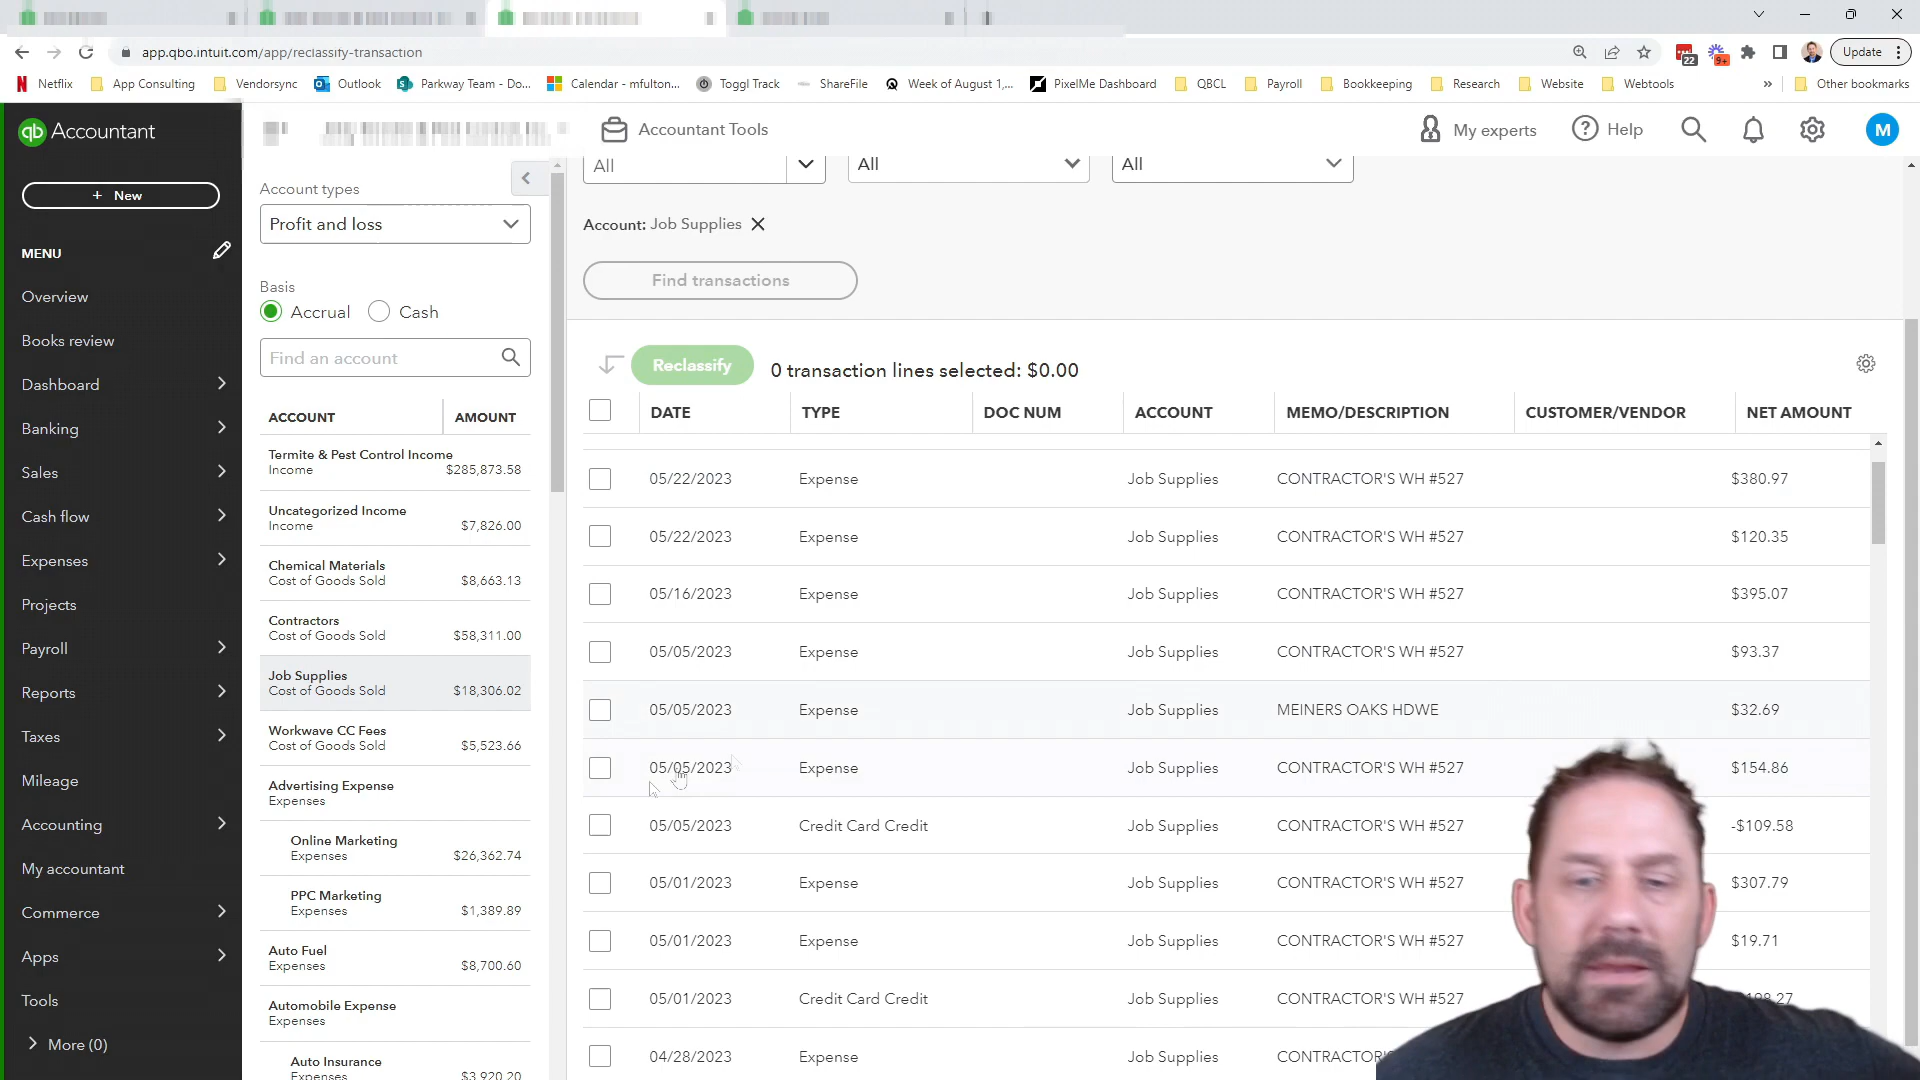 app.qbo.intuit.com/app/reclassify-transaction
Update
Netflix App Consulting Vendorsync Outlook Parkway Team - Do... Calendar - mfulton... Toggl Track ShareFile Week of August 1,... PixelMe Dashboard QBCL Payroll Bookkeeping Research Website Webtools » Other bookmarks
22
9+
qb Accountant
Accountant Tools
My experts
Help
M
+ New
MENU
Overview
Books review
Dashboard
Banking
Sales
Cash flow
Expenses
Projects
Payroll
Reports
Taxes
Mileage
Accounting
My accountant
Commerce
Apps
Tools
More (0)
Account types
Profit and loss
Basis
Accrual Cash
Find an account
ACCOUNT AMOUNT
Termite & Pest Control Income
Income $285,873.58
Uncategorized Income
Income $7,826.00
Chemical Materials
Cost of Goods Sold $8,663.13
Contractors
Cost of Goods Sold $58,311.00
Job Supplies
Cost of Goods Sold $18,306.02
Workwave CC Fees
Cost of Goods Sold $5,523.66
Advertising Expense
Expenses
Online Marketing
Expenses $26,362.74
PPC Marketing
Expenses $1,389.89
Auto Fuel
Expenses $8,700.60
Automobile Expense
Expenses
Auto Insurance
Expenses $3,920.20
All All All
Account: Job Supplies
Find transactions
Reclassify 0 transaction lines selected: $0.00
DATE TYPE DOC NUM ACCOUNT MEMO/DESCRIPTION CUSTOMER/VENDOR NET AMOUNT
05/22/2023 Expense Job Supplies CONTRACTOR'S WH #527 $380.97
05/22/2023 Expense Job Supplies CONTRACTOR'S WH #527 $120.35
05/16/2023 Expense Job Supplies CONTRACTOR'S WH #527 $395.07
05/05/2023 Expense Job Supplies CONTRACTOR'S WH #527 $93.37
05/05/2023 Expense Job Supplies MEINERS OAKS HDWE $32.69
05/05/2023 Expense Job Supplies CONTRACTOR'S WH #527 $154.86
05/05/2023 Credit Card Credit Job Supplies CONTRACTOR'S WH #527 -$109.58
05/01/2023 Expense Job Supplies CONTRACTOR'S WH #527 $307.79
05/01/2023 Expense Job Supplies CONTRACTOR'S WH #527 $19.71
05/01/2023 Credit Card Credit Job Supplies CONTRACTOR'S WH #527
04/28/2023 Expense Job Supplies